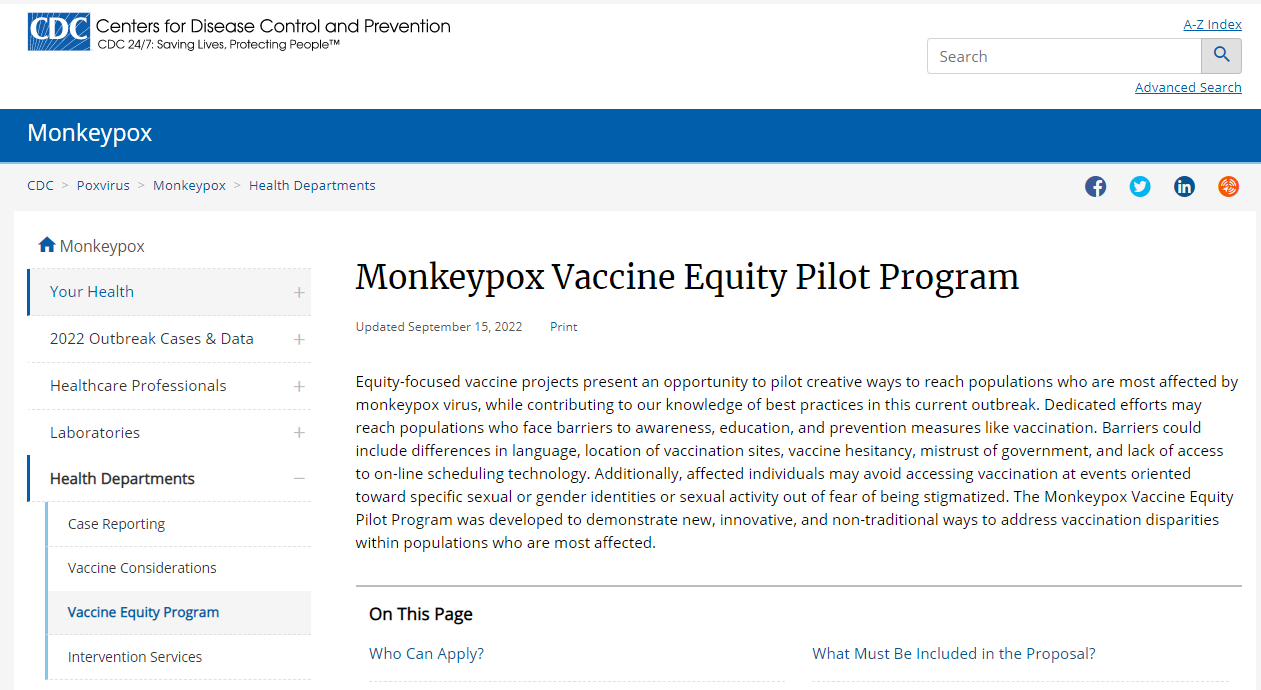 CDC Centers for Disease Control and Prevention
CDC 24/7: Saving Lives, Protecting People™
A-Z Index
Search
Advanced Search
Monkeypox
CDC > Poxvirus > Monkeypox > Health Departments
Monkeypox
Your Health +
2022 Outbreak Cases & Data +
Healthcare Professionals +
Laboratories +
Health Departments −
Case Reporting
Vaccine Considerations
Vaccine Equity Program
Intervention Services
Monkeypox Vaccine Equity Pilot Program
Updated September 15, 2022 Print
Equity-focused vaccine projects present an opportunity to pilot creative ways to reach populations who are most affected by
monkeypox virus, while contributing to our knowledge of best practices in this current outbreak. Dedicated efforts may
reach populations who face barriers to awareness, education, and prevention measures like vaccination. Barriers could
include differences in language, location of vaccination sites, vaccine hesitancy, mistrust of government, and lack of access
to on-line scheduling technology. Additionally, affected individuals may avoid accessing vaccination at events oriented
toward specific sexual or gender identities or sexual activity out of fear of being stigmatized. The Monkeypox Vaccine Equity
Pilot Program was developed to demonstrate new, innovative, and non-traditional ways to address vaccination disparities
within populations who are most affected.
On This Page
Who Can Apply?
What Must Be Included in the Proposal?